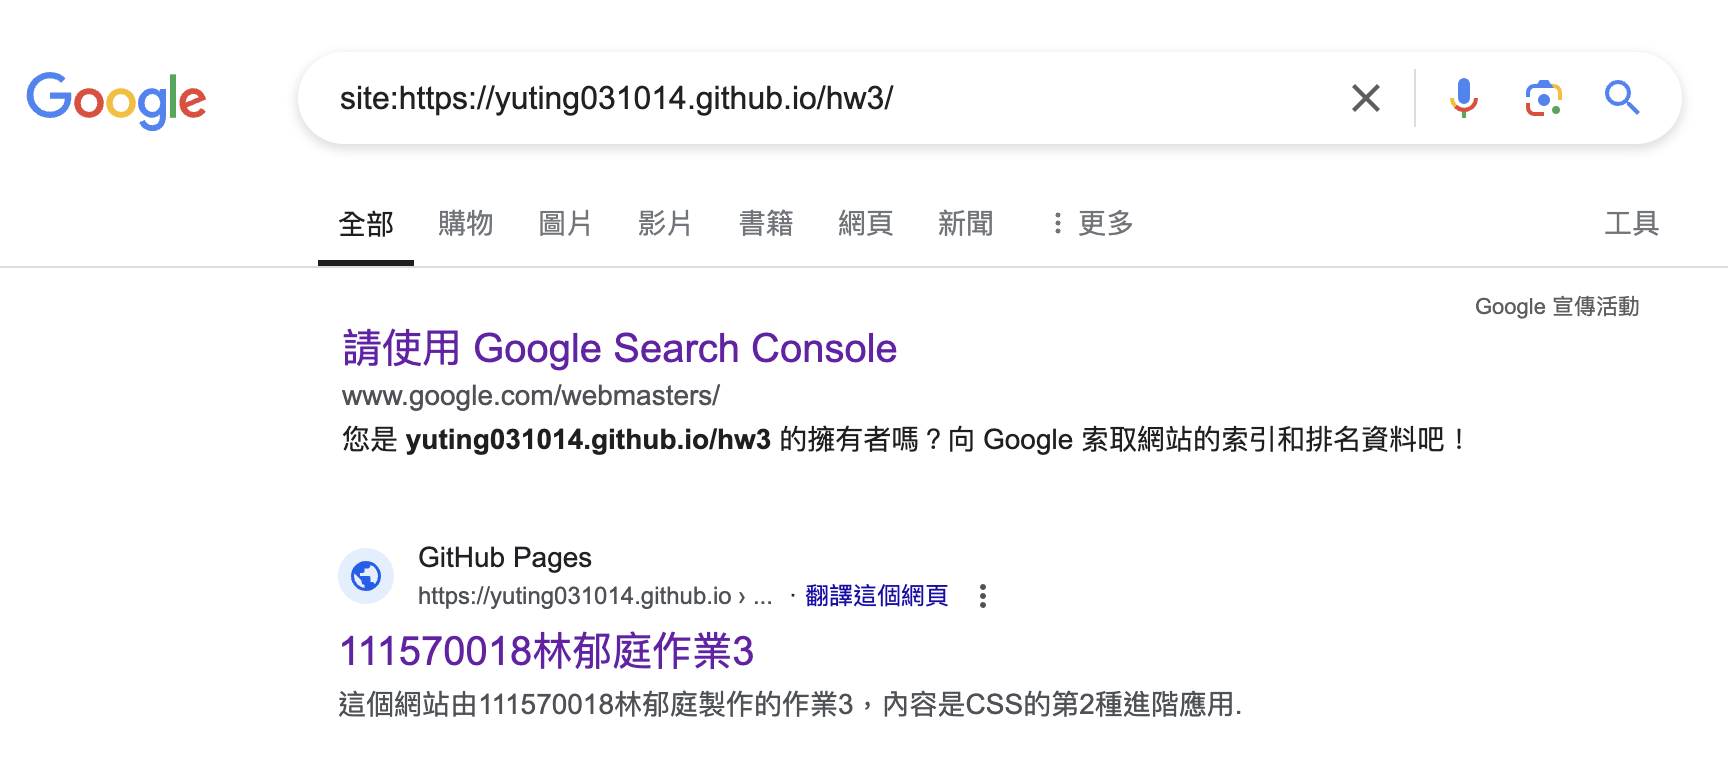 Google
site:https://yuting031014.github.io/hw3/
全部 購物 圖片 影片 書籍 網頁 新聞 更多 工具
Google 宣傳活動
請使用 Google Search Console
www.google.com/webmasters/
您是 yuting031014.github.io/hw3 的擁有者嗎？向 Google 索取網站的索引和排名資料吧！
GitHub Pages
https://yuting031014.github.io › ... · 翻譯這個網頁
111570018林郁庭作業3
這個網站由111570018林郁庭製作的作業3，內容是CSS的第2種進階應用.